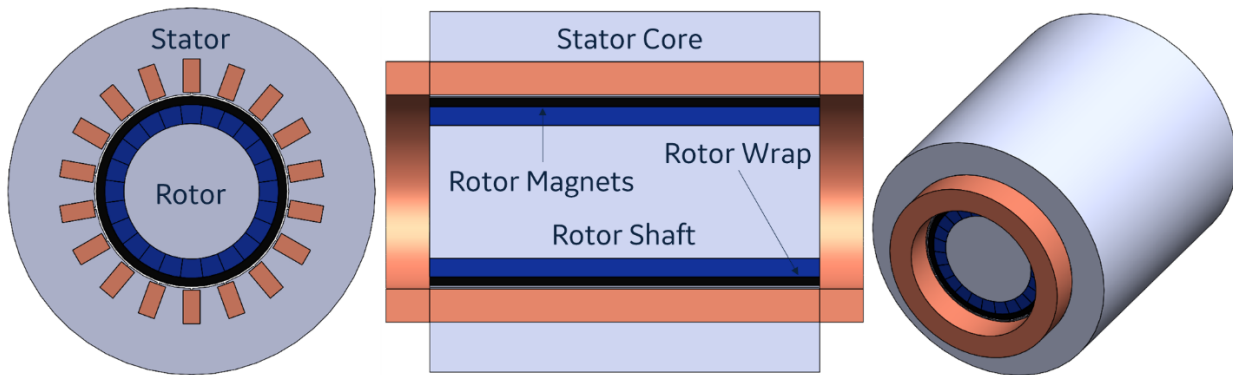 Stator
Rotor
Stator Core
Rotor Wrap
Rotor Magnets
Rotor Shaft